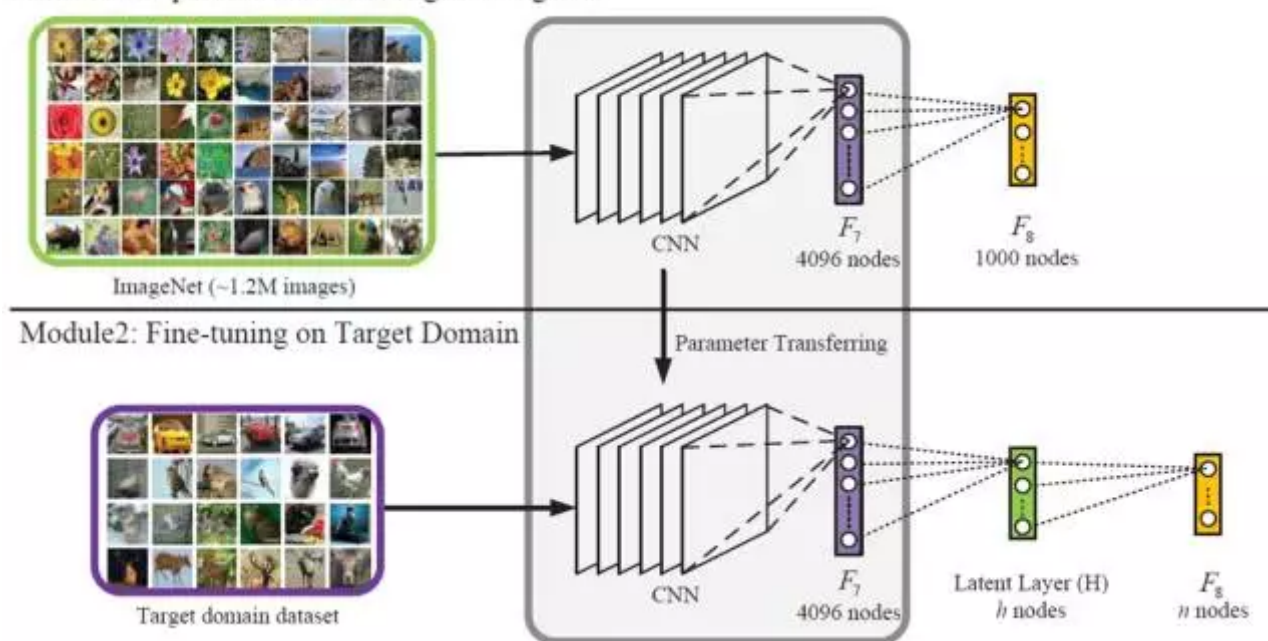 ImageNet (~1.2M images)
CNN
F₇
4096 nodes
F₈
1000 nodes
Module2: Fine-tuning on Target Domain
Parameter Transferring
Target domain dataset
CNN
F₇
4096 nodes
Latent Layer (H)
h nodes
F₈
n nodes